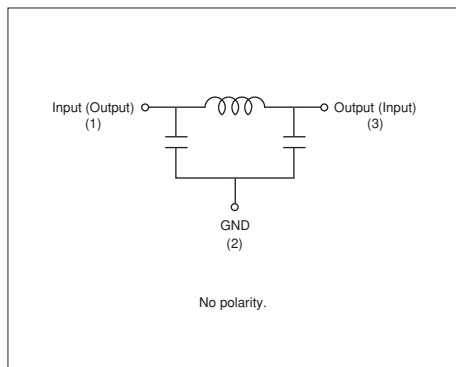 Input (Output)
(1)
Output (Input)
(3)
GND
(2)
No polarity.